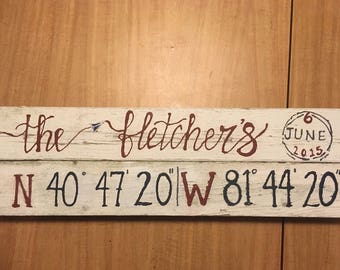 the fletcher's
6
JUNE
2015
N 40° 47' 20" | W 81° 44' 20"